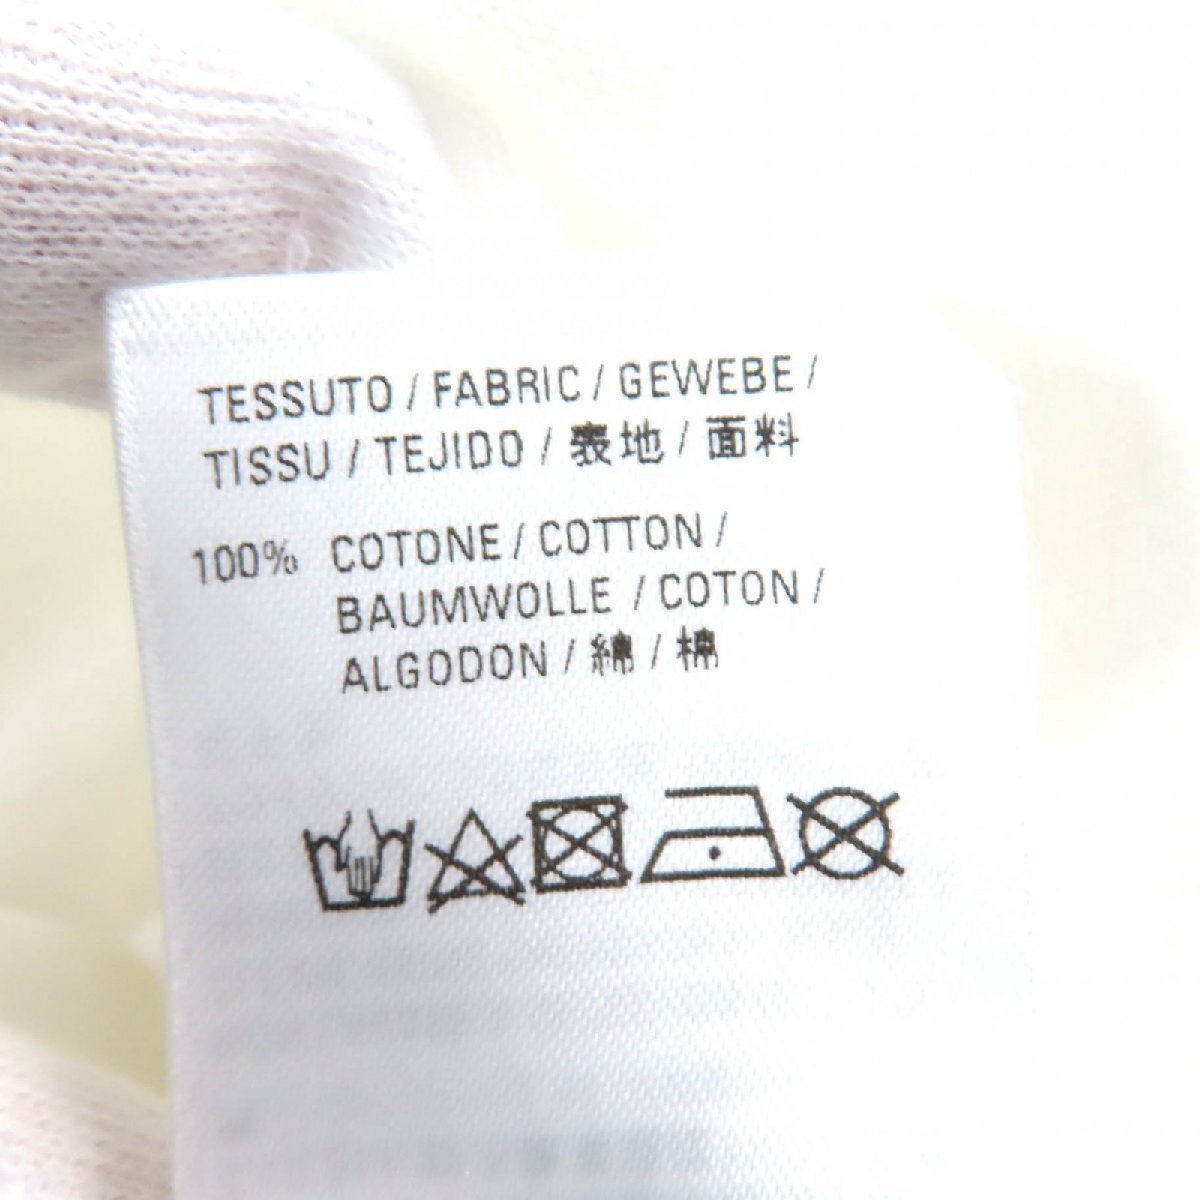 TESSUTO / FABRIC / GEWEBE /
TISSU / TEJIDO / 表地 / 面料
100% COTONE / COTTON /
BAUMWOLLE / COTON /
ALGODON / 綿 / 棉